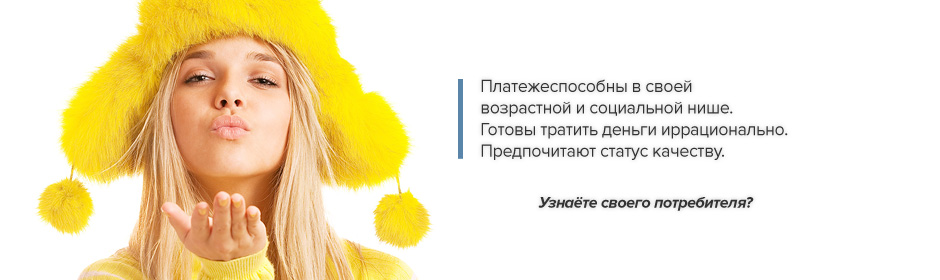 Платежеспособны в своей
возрастной и социальной нише.
Готовы тратить деньги иррационально.
Предпочитают статус качеству.
Узнаёте своего потребителя?